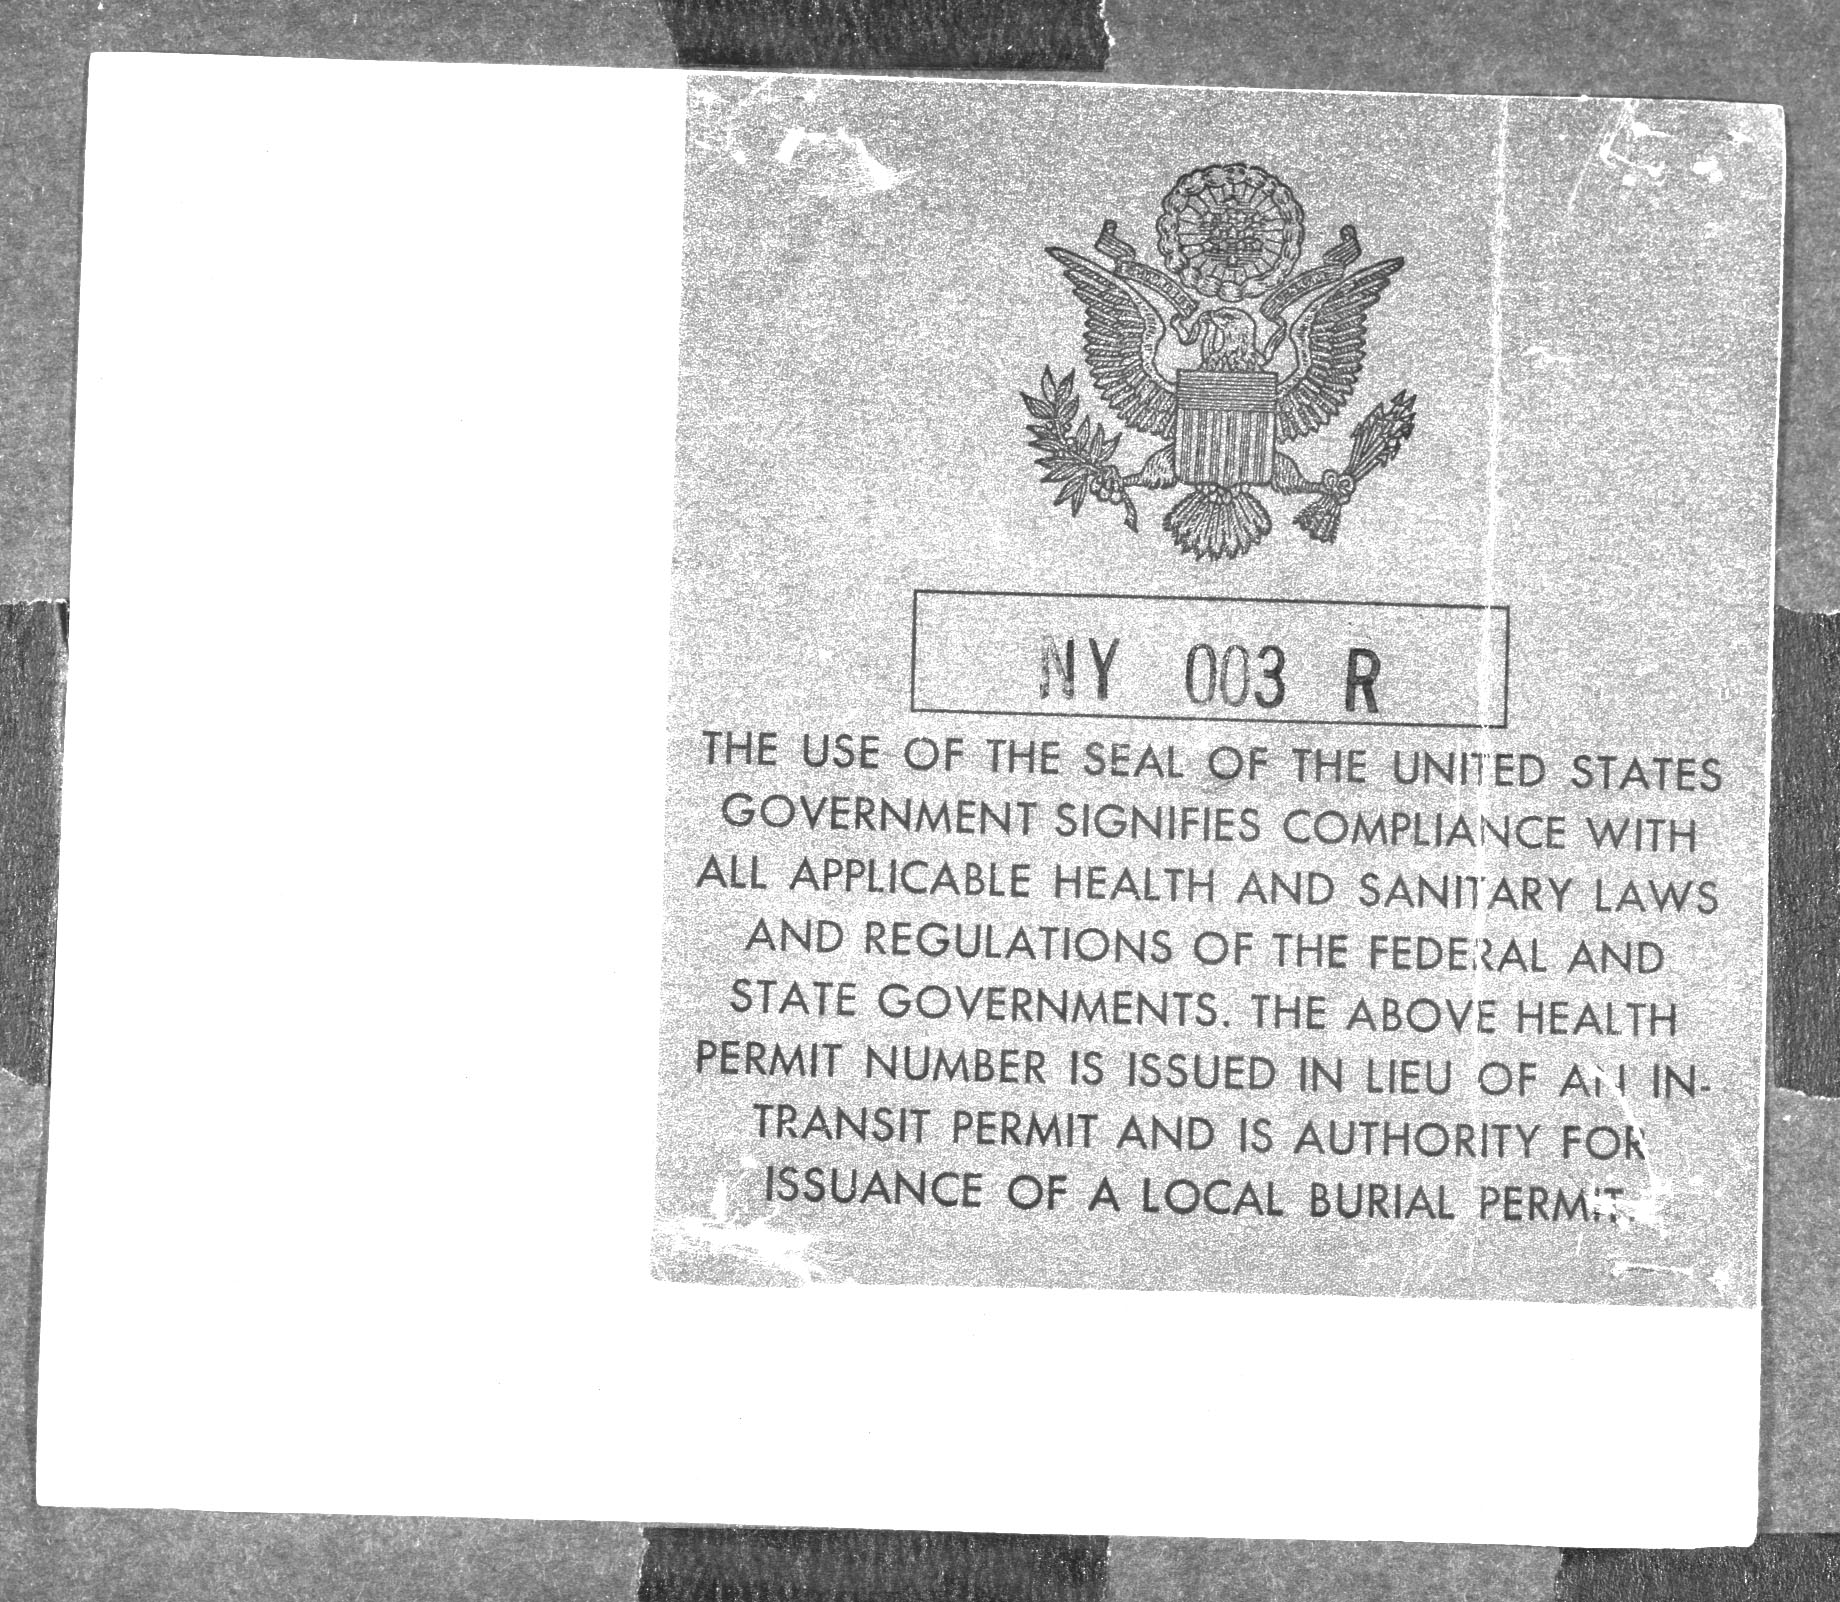 NY 003 R
THE USE OF THE SEAL OF THE UNITED STATES
GOVERNMENT SIGNIFIES COMPLIANCE WITH
ALL APPLICABLE HEALTH AND SANITARY LAWS
AND REGULATIONS OF THE FEDERAL AND
STATE GOVERNMENTS. THE ABOVE HEALTH
PERMIT NUMBER IS ISSUED IN LIEU OF AN IN-
TRANSIT PERMIT AND IS AUTHORITY FOR
ISSUANCE OF A LOCAL BURIAL PERMIT.